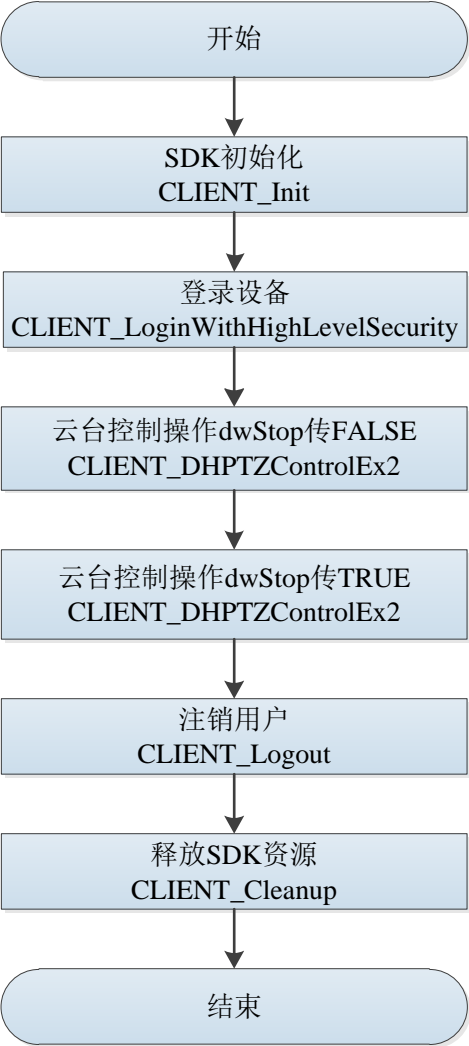 开始
SDK初始化
CLIENT_Init
登录设备
CLIENT_LoginWithHighLevelSecurity
云台控制操作dwStop传FALSE
CLIENT_DHPTZControlEx2
云台控制操作dwStop传TRUE
CLIENT_DHPTZControlEx2
注销用户
CLIENT_Logout
释放SDK资源
CLIENT_Cleanup
结束